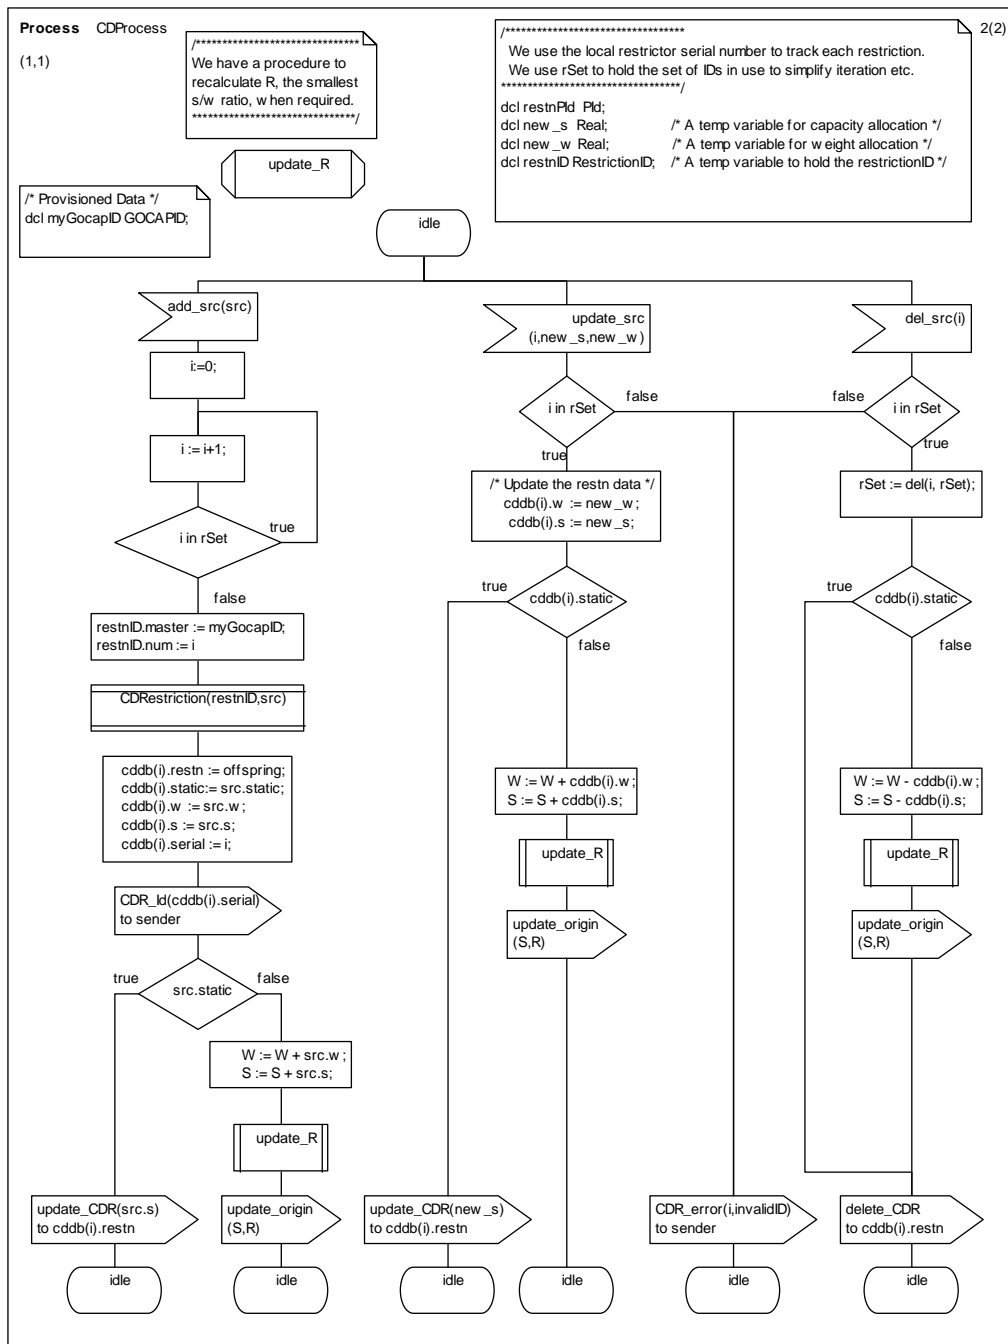 Process CDProcess
(1,1)
/*******************************
We have a procedure to
recalculate R, the smallest
s/w ratio, when required.
*******************************/
update_R
/* Provisioned Data */
dcl myGocapID GOCAPID;
/**********************************
We use the local restrictor serial number to track each restriction.
We use rSet to hold the set of IDs in use to simplify iteration etc.
**********************************/
dcl restnPId PId;
dcl new_s Real; /* A temp variable for capacity allocation */
dcl new_w Real; /* A temp variable for weight allocation */
dcl restnID RestrictionID; /* A temp variable to hold the restrictionID */
2(2)
idle
add_src(src)
i:=0;
i := i+1;
i in rSet
true
false
restnID.master := myGocapID;
restnID.num := i
CDRestriction(restnID,src)
cddb(i).restn := offspring;
cddb(i).static:= src.static;
cddb(i).w := src.w;
cddb(i).s := src.s;
cddb(i).serial := i;
CDR_Id(cddb(i).serial)
to sender
src.static
true
false
W := W + src.w;
S := S + src.s;
update_R
update_CDR(src.s)
to cddb(i).restn
update_origin
(S,R)
idle
idle
update_src
(i,new_s,new_w)
i in rSet
false
true
/* Update the restn data */
cddb(i).w := new_w;
cddb(i).s := new_s;
cddb(i).static
true
false
W := W + cddb(i).w;
S := S + cddb(i).s;
update_R
update_origin
(S,R)
update_CDR(new_s)
to cddb(i).restn
idle
idle
del_src(i)
i in rSet
false
true
rSet := del(i, rSet);
cddb(i).static
true
false
W := W - cddb(i).w;
S := S - cddb(i).s;
update_R
update_origin
(S,R)
CDR_error(i,invalidID)
to sender
delete_CDR
to cddb(i).restn
idle
idle